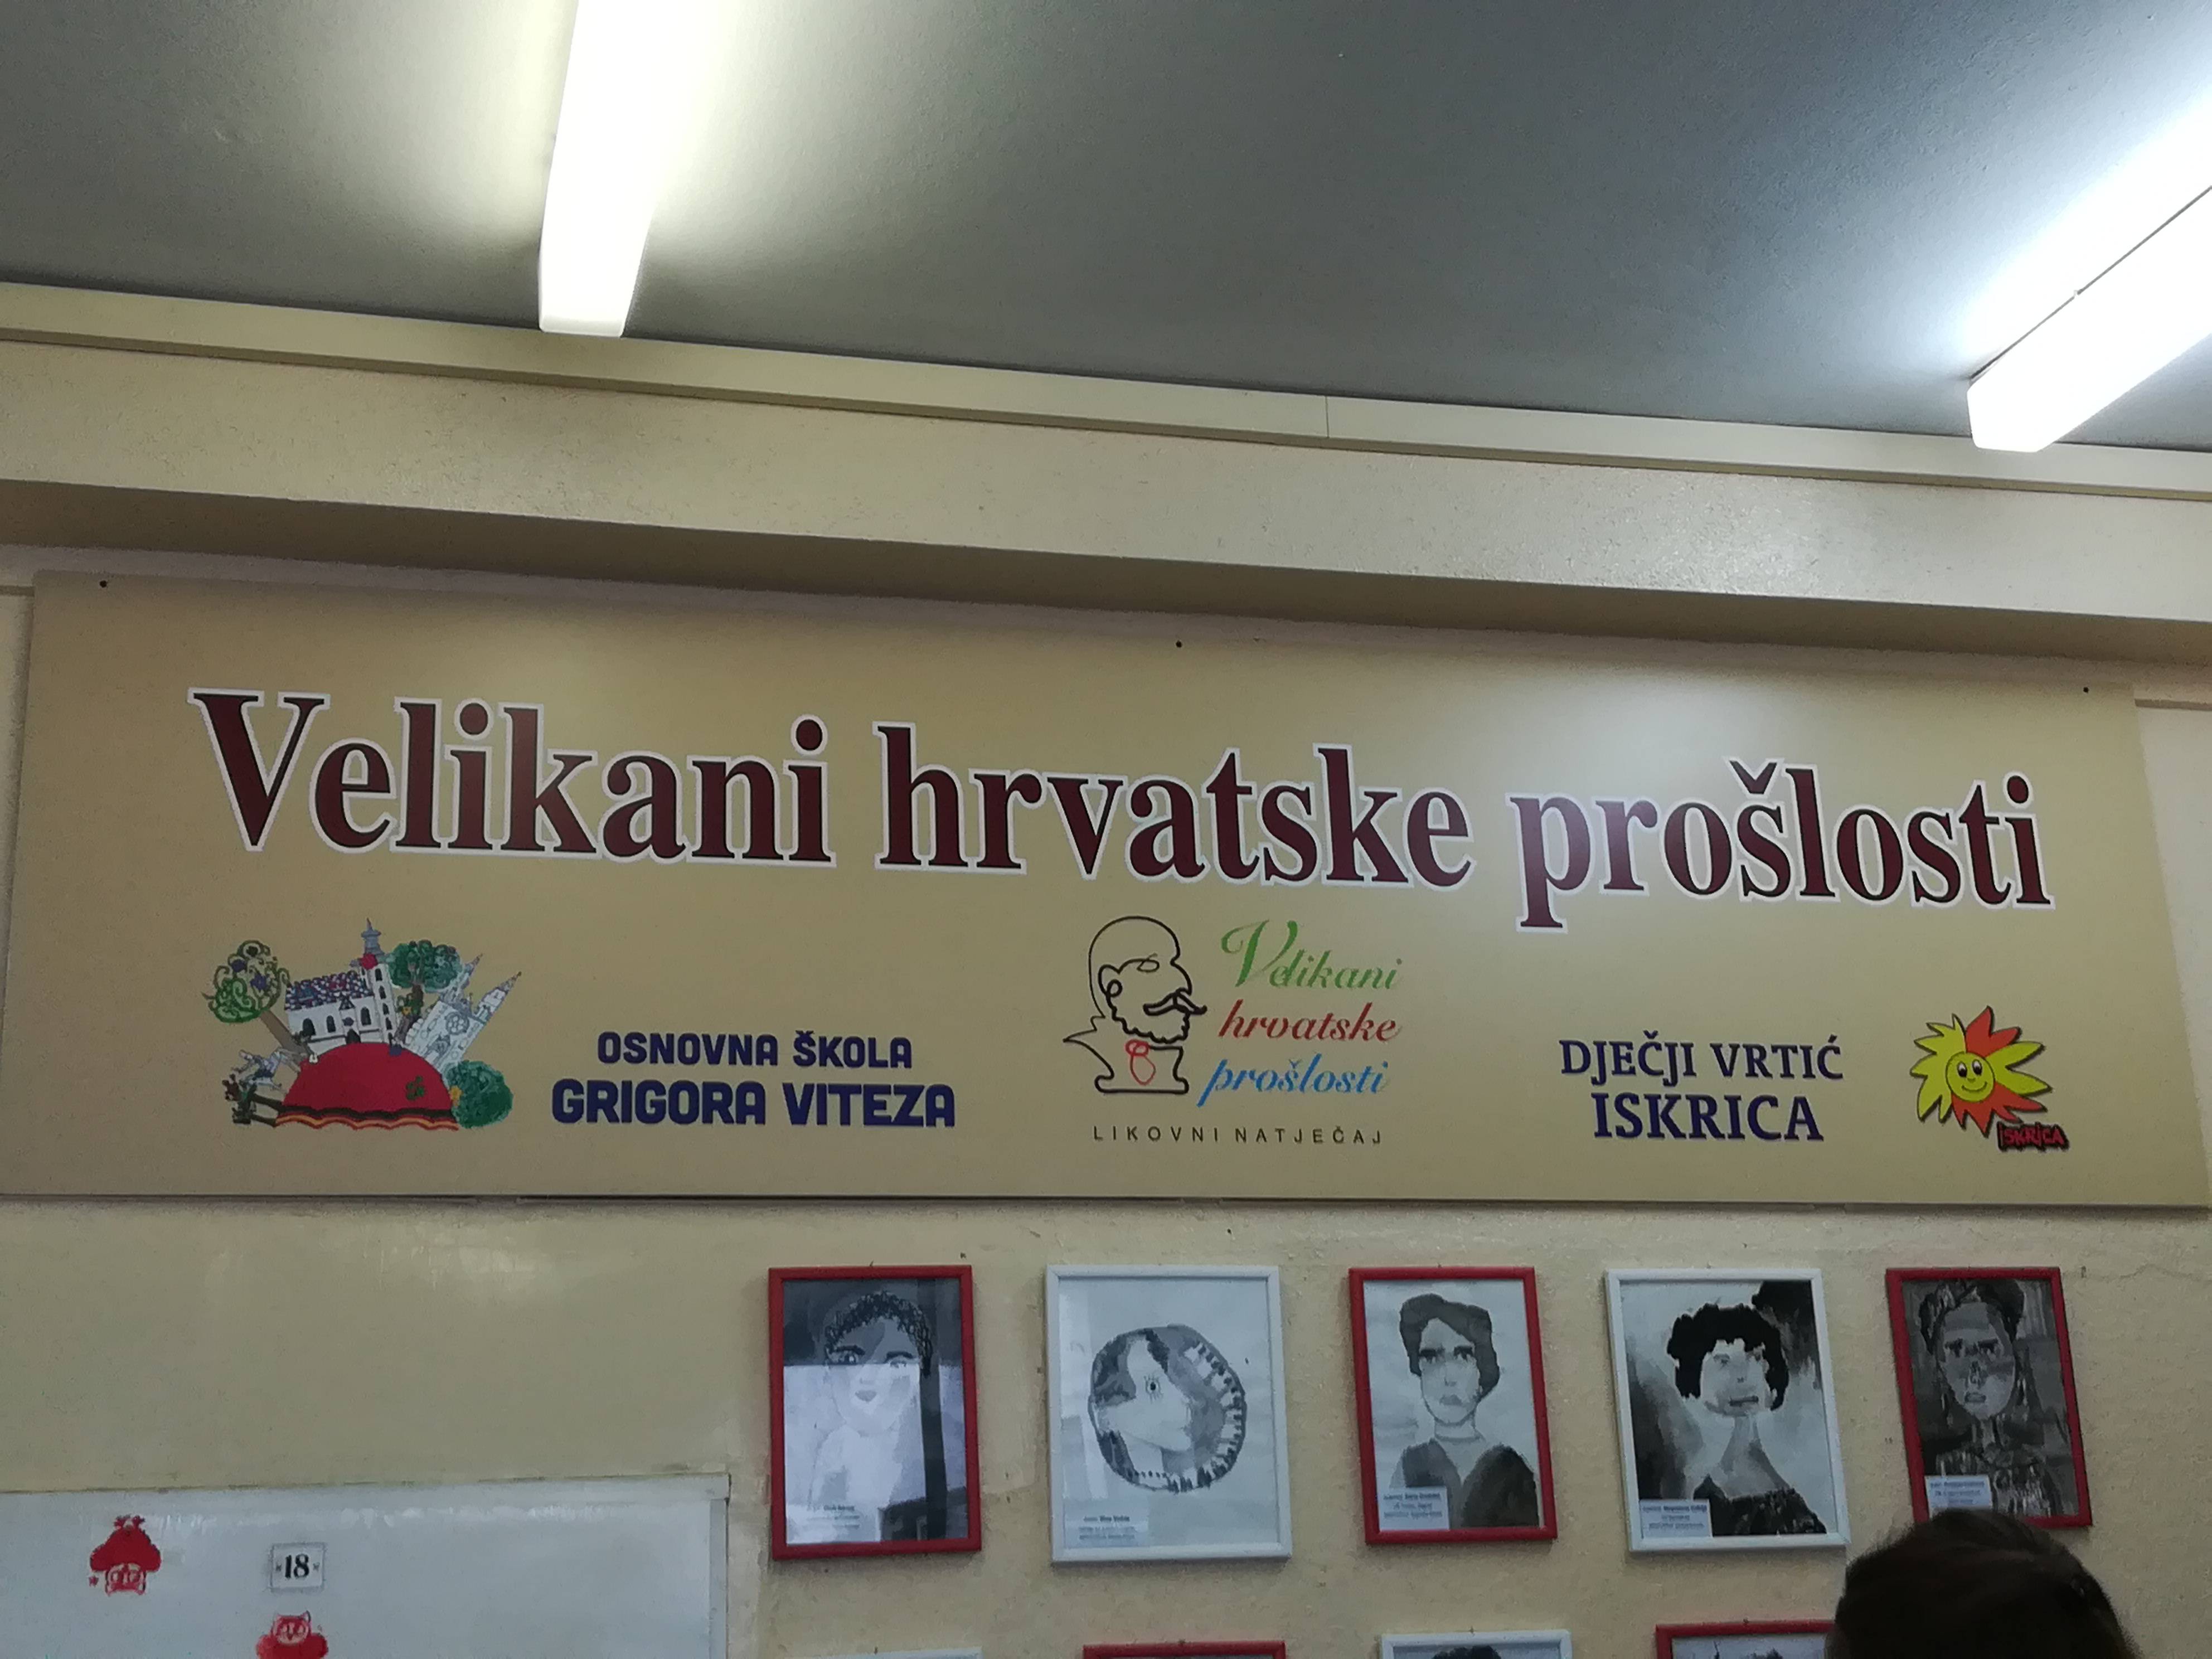 Velikani hrvatske prošlosti
OSNOVNA ŠKOLA
GRIGORA VITEZA
Velikani
hrvatske
prošlosti
LIKOVNI NATJEČAJ
DJEČJI VRTIĆ
ISKRICA
ISKRICA
18